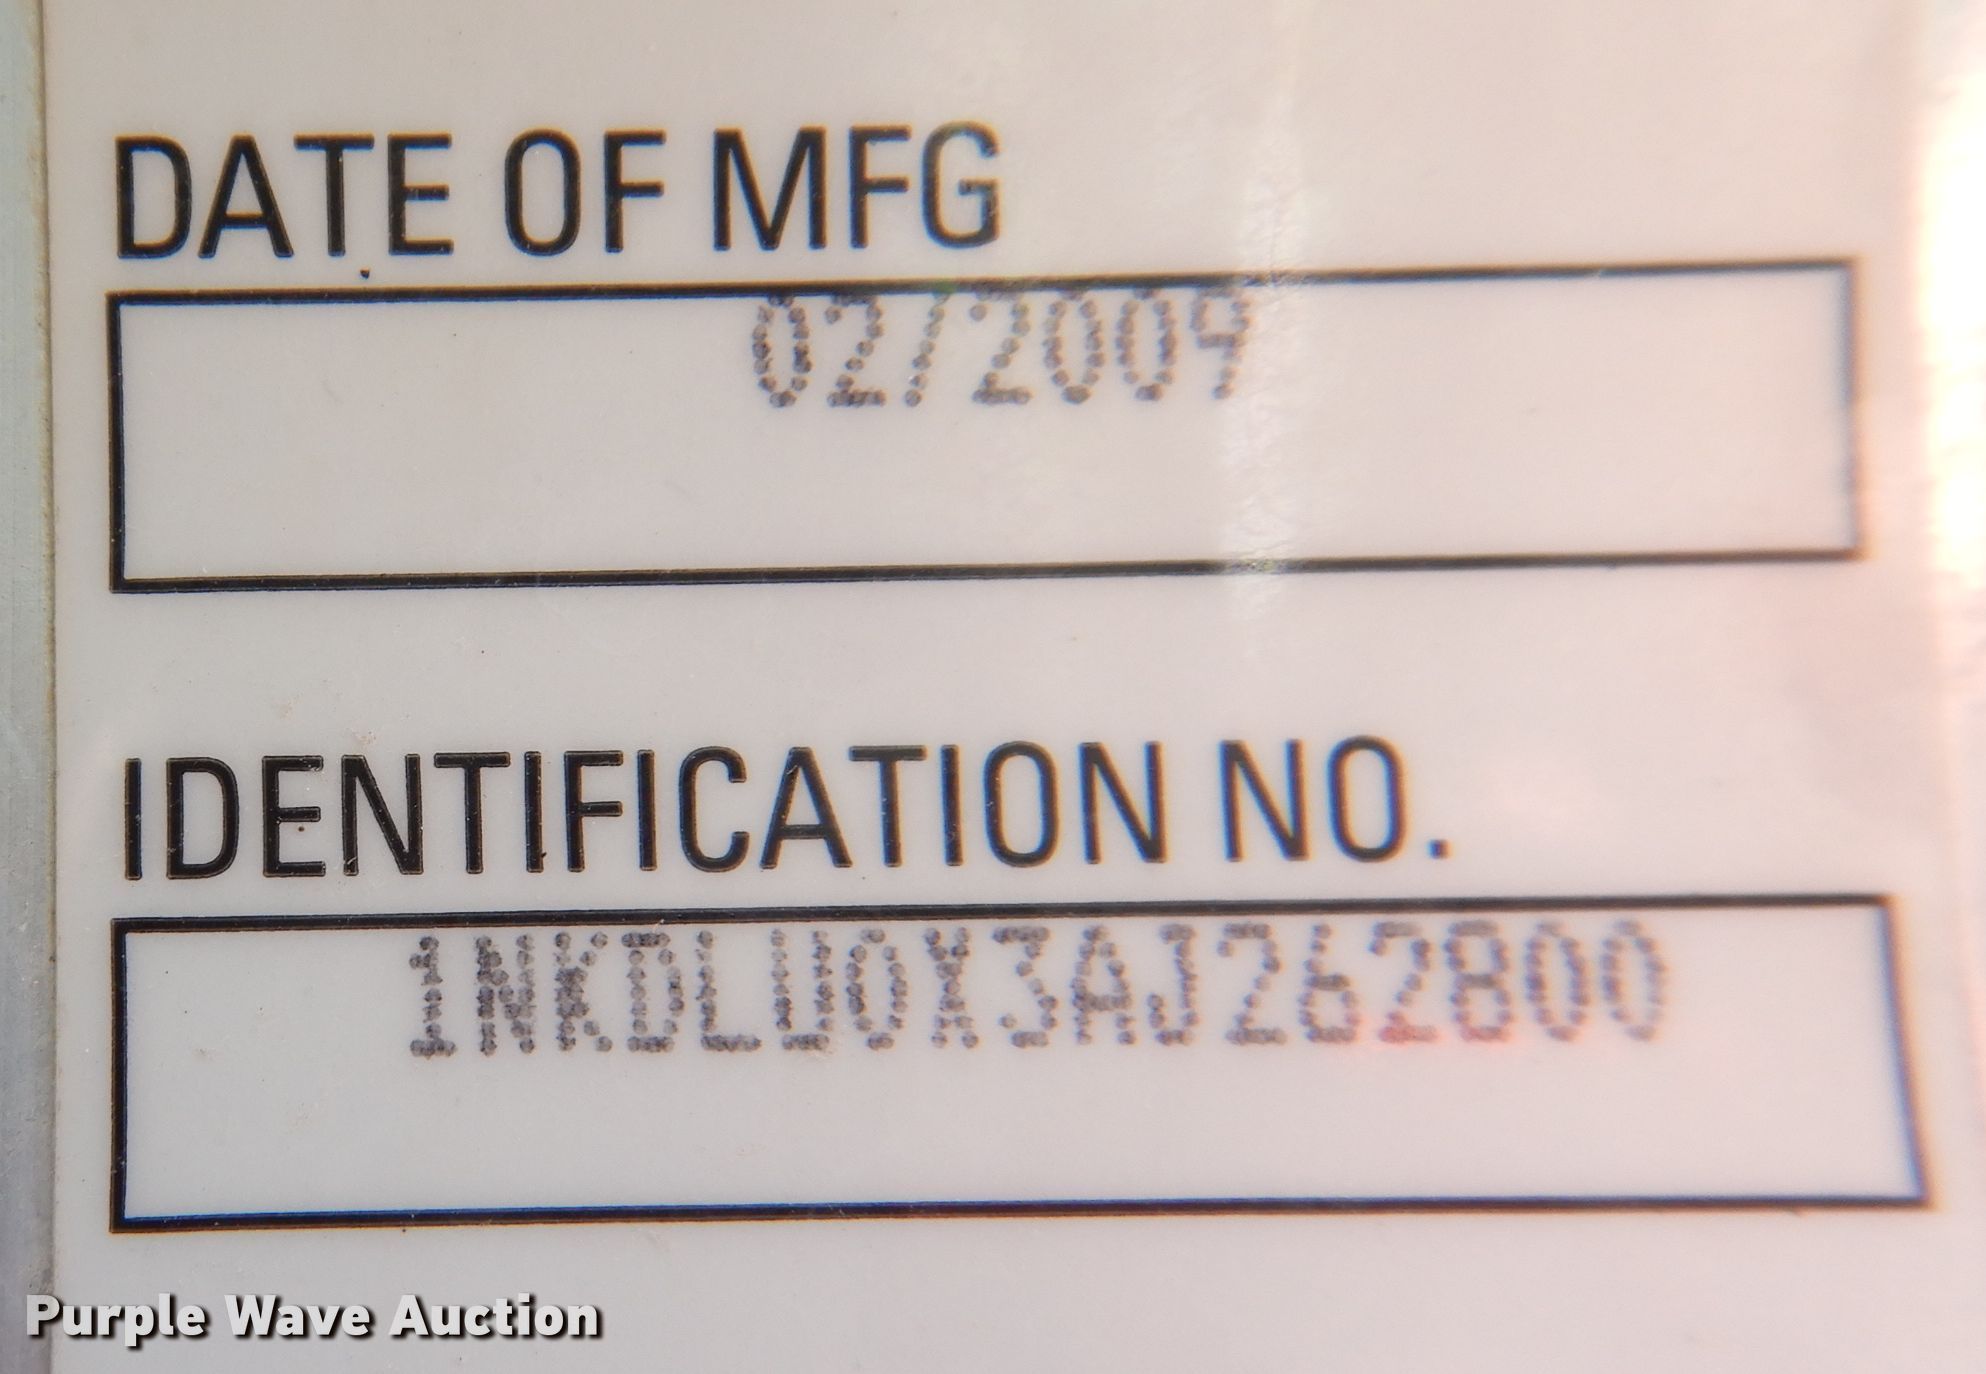 DATE OF MFG
02/2009
IDENTIFICATION NO.
1NKDLU0X3AJ262800
Purple Wave Auction